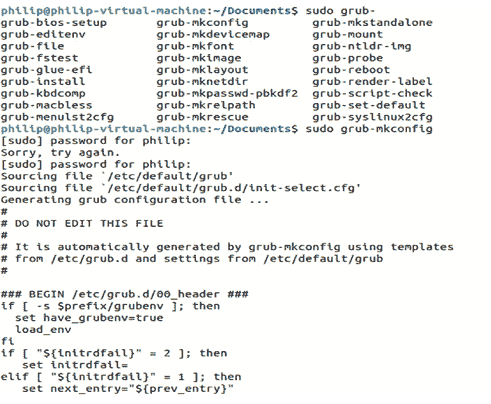 philip@philip-virtual-machine:~/Documents$ sudo grub-
grub-bios-setup grub-mkconfig grub-mkstandalone
grub-editenv grub-mkdevicemap grub-mount
grub-file grub-mkfont grub-ntldr-img
grub-fstest grub-mkimage grub-probe
grub-glue-efi grub-mklayout grub-reboot
grub-install grub-mknetdir grub-render-label
grub-kbdcomp grub-mkpasswd-pbkdf2 grub-script-check
grub-macbless grub-mkrelpath grub-set-default
grub-menulst2cfg grub-mkrescue grub-syslinux2cfg
philip@philip-virtual-machine:~/Documents$ sudo grub-mkconfig
[sudo] password for philip:
Sorry, try again.
[sudo] password for philip:
Sourcing file `/etc/default/grub'
Sourcing file `/etc/default/grub.d/init-select.cfg'
Generating grub configuration file ...
#
# DO NOT EDIT THIS FILE
#
# It is automatically generated by grub-mkconfig using templates
# from /etc/grub.d and settings from /etc/default/grub
#
### BEGIN /etc/grub.d/00_header ###
if [ -s $prefix/grubenv ]; then
  set have_grubenv=true
  load_env
fi
if [ "${initrdfail}" = 2 ]; then
   set initrdfail=
elif [ "${initrdfail}" = 1 ]; then
   set next_entry="${prev_entry}"